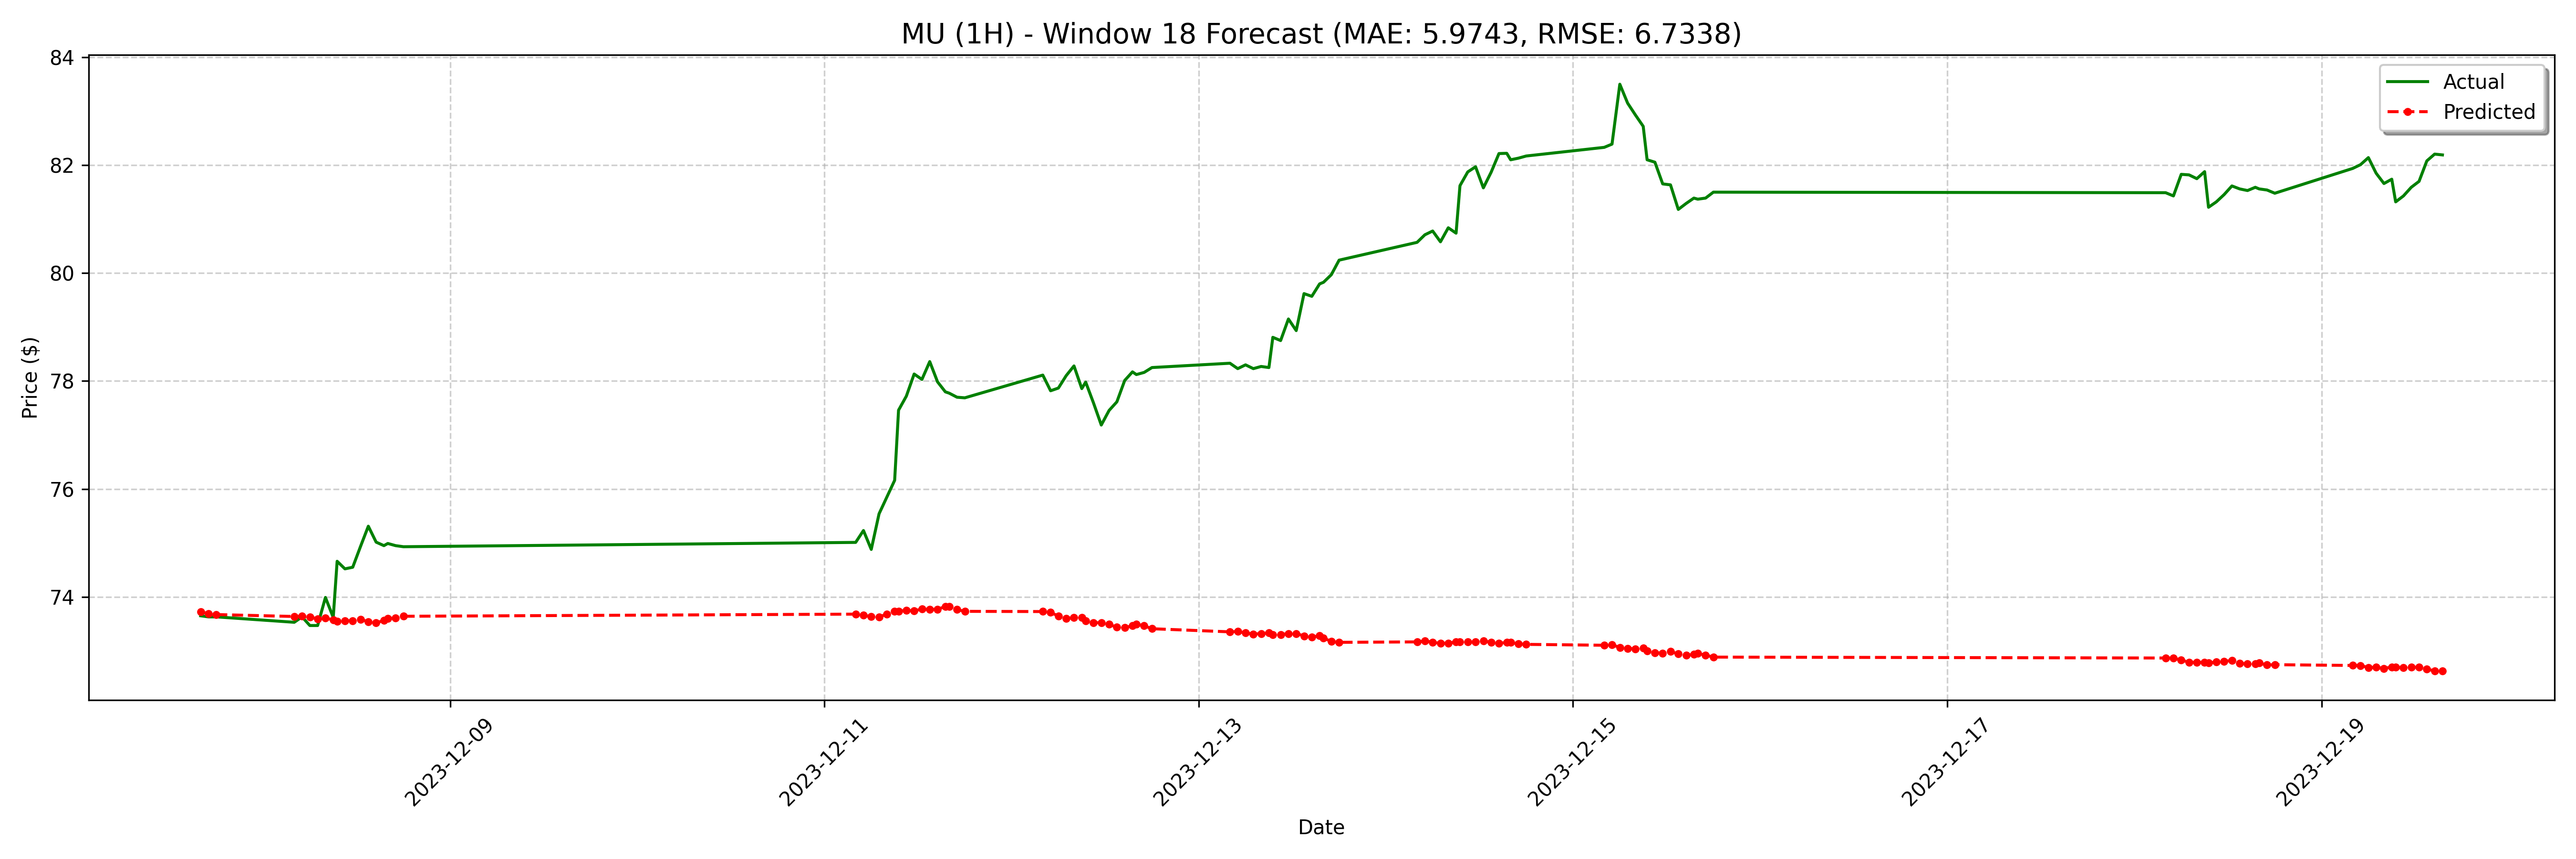 MU (1H) - Window 18 Forecast (MAE: 5.9743, RMSE: 6.7338)
Actual
Predicted
84
82
80
78
76
74
Price ($)
2023-12-09
2023-12-11
2023-12-13
2023-12-15
2023-12-17
2023-12-19
Date